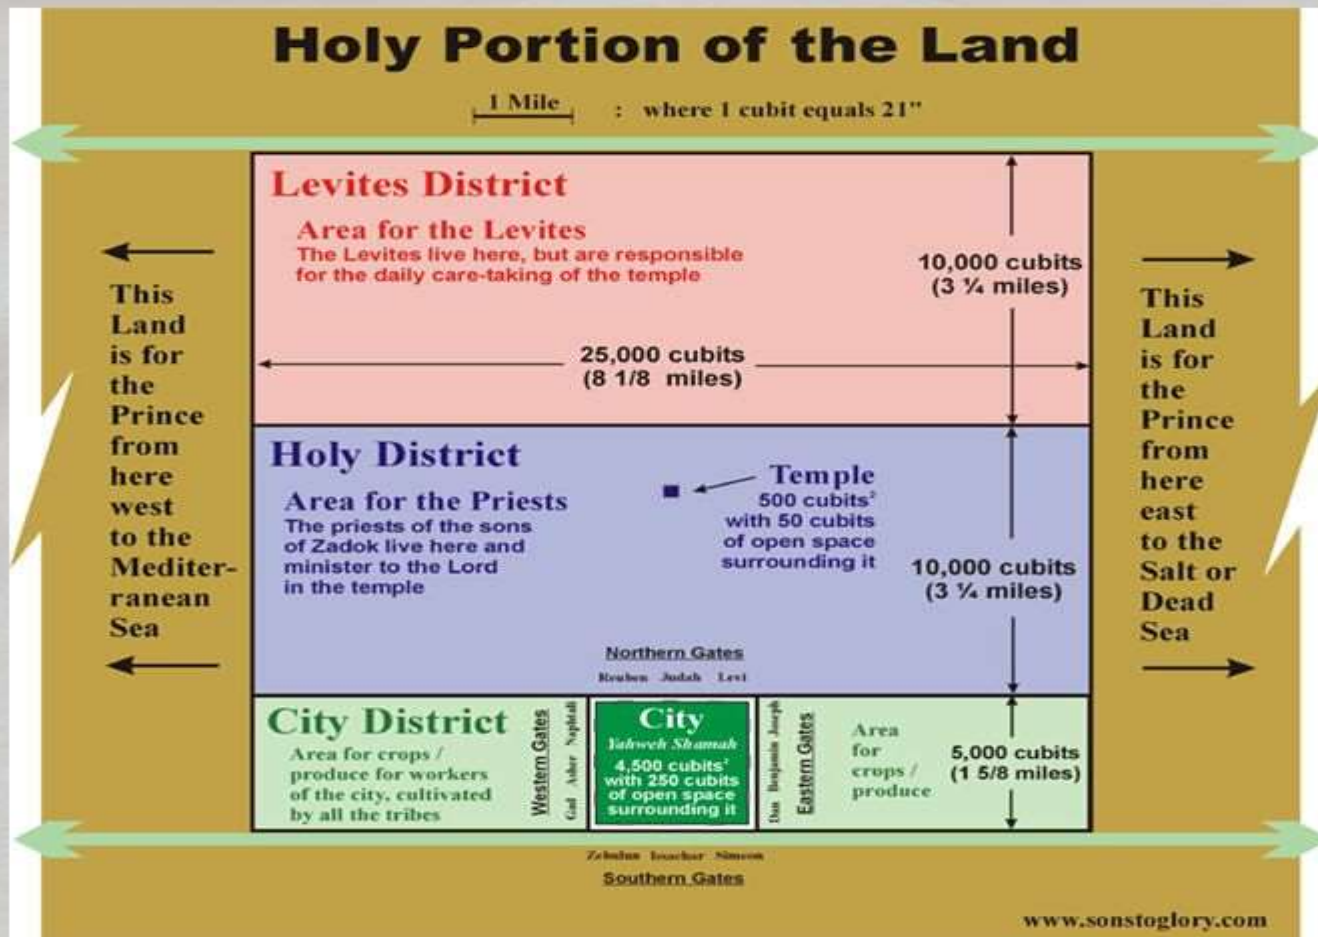 Holy Portion of the Land
1 Mile : where 1 cubit equals 21"
Levites District
Area for the Levites
The Levites live here, but are responsible
for the daily care-taking of the temple
10,000 cubits
(3 ¼ miles)
25,000 cubits
(8 1/8 miles)
This
Land
is for
the
Prince
from
here
west
to the
Mediter-
ranean
Sea
This
Land
is for
the
Prince
from
here
east
to the
Salt or
Dead
Sea
Holy District
Area for the Priests
The priests of the sons
of Zadok live here and
minister to the Lord
in the temple
Temple
500 cubits²
with 50 cubits
of open space
surrounding it
10,000 cubits
(3 ¼ miles)
Northern Gates
Reuben Judah Levi
City District
Area for crops /
produce for workers
of the city, cultivated
by all the tribes
Western Gates
Gad Asher Naphtali
City
Yahweh Shamah
4,500 cubits²
with 250 cubits
of open space
surrounding it
Dan Benjamin Joseph
Eastern Gates
Area
for
crops /
produce
5,000 cubits
(1 5/8 miles)
Zebulun Issachar Simeon
Southern Gates
www.sonstoglory.com